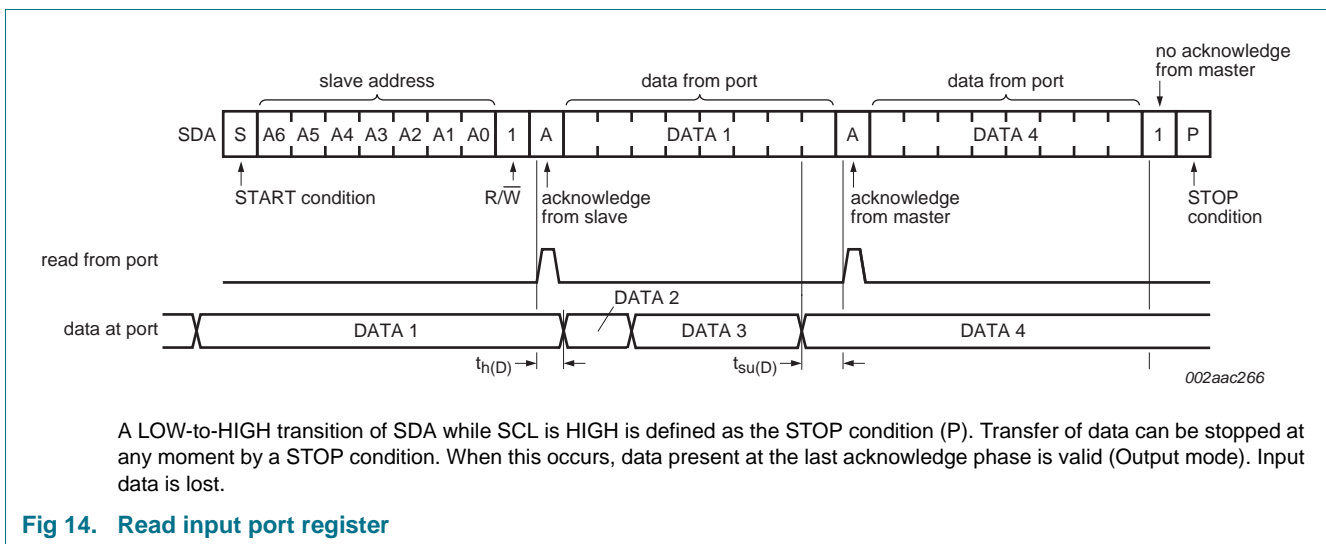 no acknowledge
from master
slave address
data from port
data from port
SDA S A6 A5 A4 A3 A2 A1 A0 1 A DATA 1 A DATA 4 1 P
START condition
R/W̅
acknowledge
from slave
acknowledge
from master
STOP
condition
read from port
DATA 2
data at port DATA 1 DATA 3 DATA 4
th(D)
tsu(D)
002aac266
A LOW-to-HIGH transition of SDA while SCL is HIGH is defined as the STOP condition (P). Transfer of data can be stopped at
any moment by a STOP condition. When this occurs, data present at the last acknowledge phase is valid (Output mode). Input
data is lost.
Fig 14. Read input port register